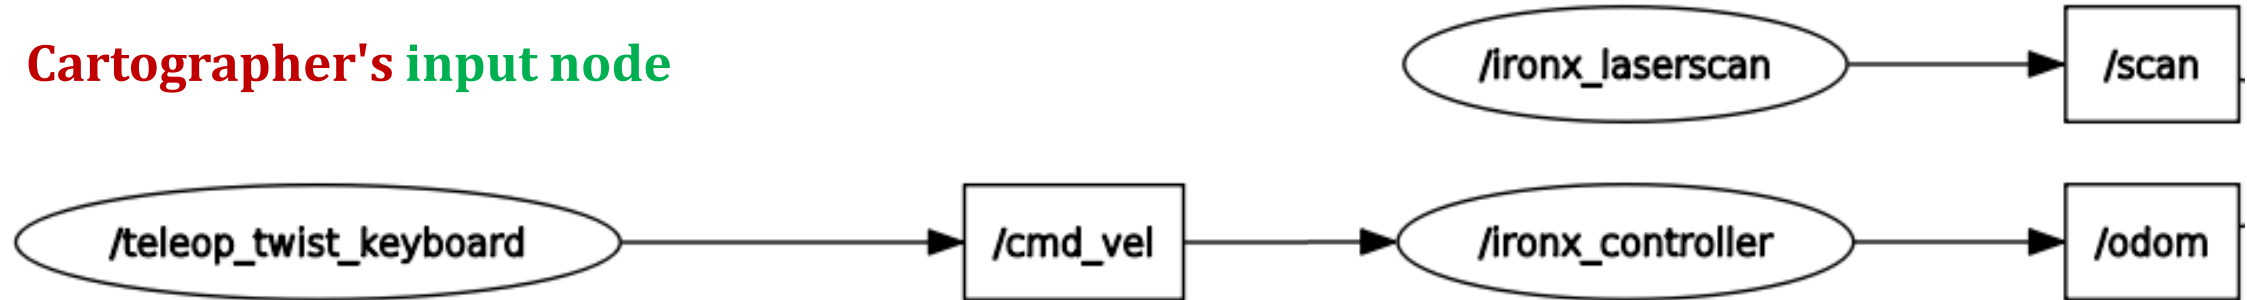 Cartographer's input node
/ironx_laserscan
/scan
/teleop_twist_keyboard
/cmd_vel
/ironx_controller
/odom